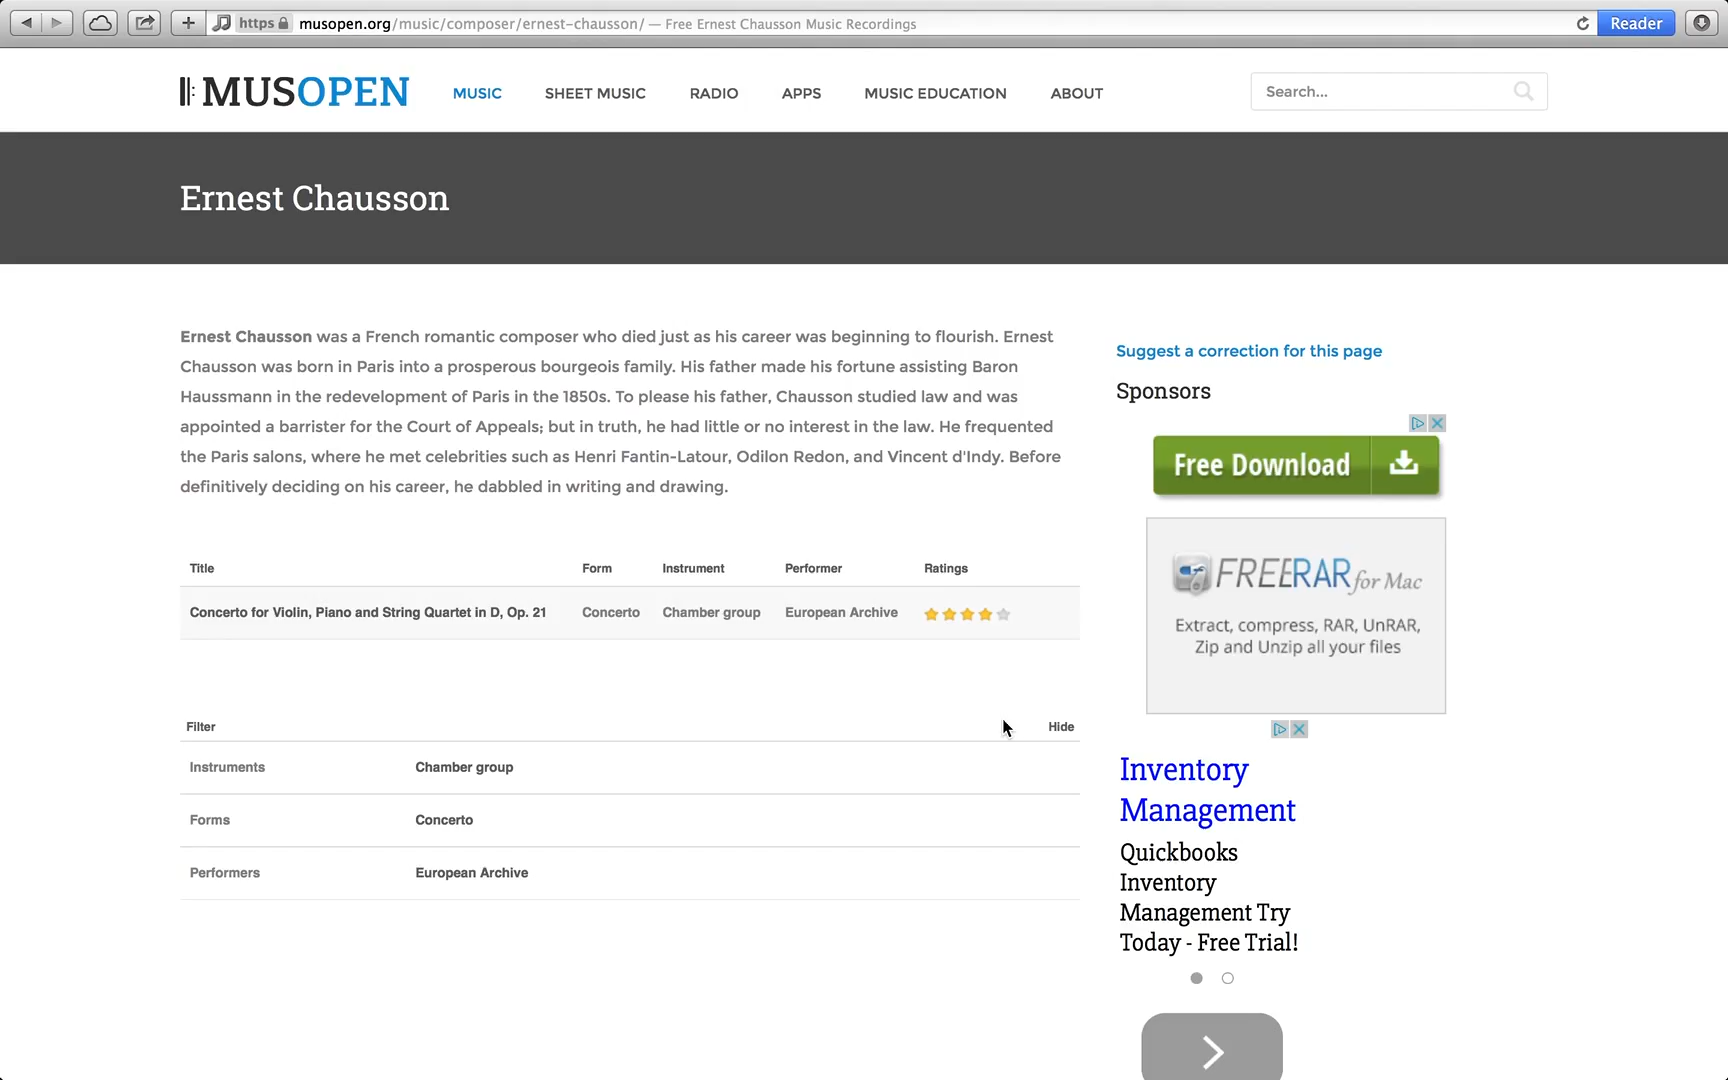 https musopen.org/music/composer/ernest-chausson/ — Free Ernest Chausson Music Recordings Reader
MUSOPEN MUSIC SHEET MUSIC RADIO APPS MUSIC EDUCATION ABOUT Search...
Ernest Chausson
Ernest Chausson was a French romantic composer who died just as his career was beginning to flourish. Ernest
Chausson was born in Paris into a prosperous bourgeois family. His father made his fortune assisting Baron
Haussmann in the redevelopment of Paris in the 1850s. To please his father, Chausson studied law and was
appointed a barrister for the Court of Appeals; but in truth, he had little or no interest in the law. He frequented
the Paris salons, where he met celebrities such as Henri Fantin-Latour, Odilon Redon, and Vincent d'Indy. Before
definitively deciding on his career, he dabbled in writing and drawing.
Title Form Instrument Performer Ratings
Concerto for Violin, Piano and String Quartet in D, Op. 21 Concerto Chamber group European Archive
Filter Hide
Instruments Chamber group
Forms Concerto
Performers European Archive
Suggest a correction for this page
Sponsors
Free Download
FREERAR for Mac
Extract, compress, RAR, UnRAR,
Zip and Unzip all your files
Inventory
Management
Quickbooks
Inventory
Management Try
Today - Free Trial!